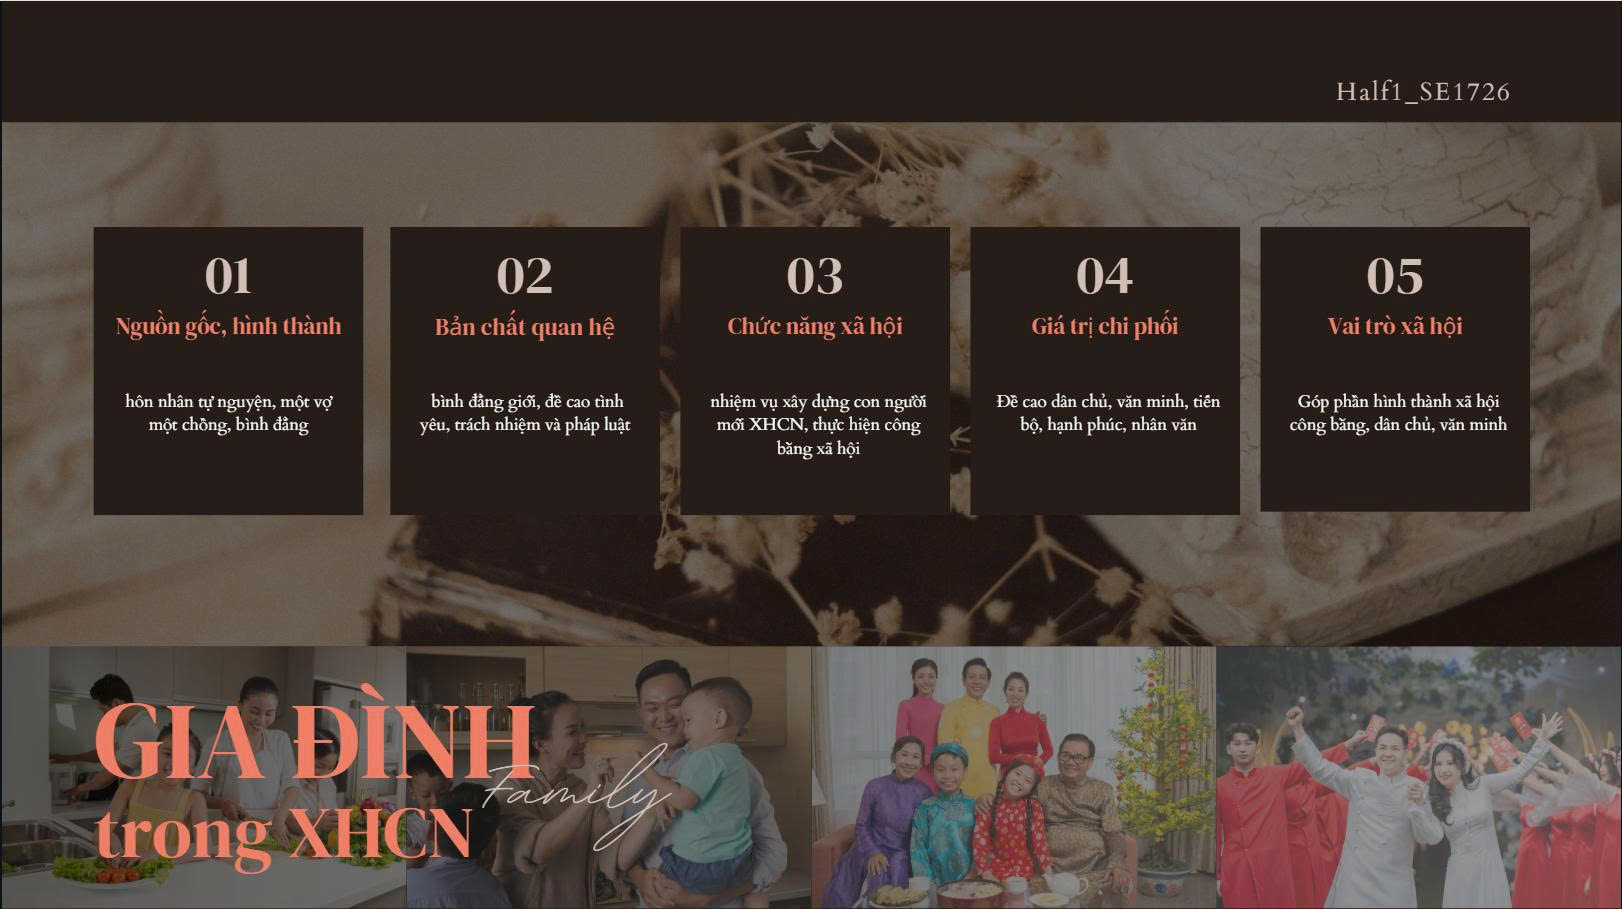 Half1_SE1726
01
Nguồn gốc, hình thành
hôn nhân tự nguyện, một vợ
một chồng, bình đẳng
02
Bản chất quan hệ
bình đẳng giới, đề cao tình
yêu, trách nhiệm và pháp luật
03
Chức năng xã hội
nhiệm vụ xây dựng con người
mới XHCN, thực hiện công
bằng xã hội
04
Giá trị chi phối
Đề cao dân chủ, văn minh, tiến
bộ, hạnh phúc, nhân văn
05
Vai trò xã hội
Góp phần hình thành xã hội
công bằng, dân chủ, văn minh
GIA ĐÌNH
Family
trong XHCN